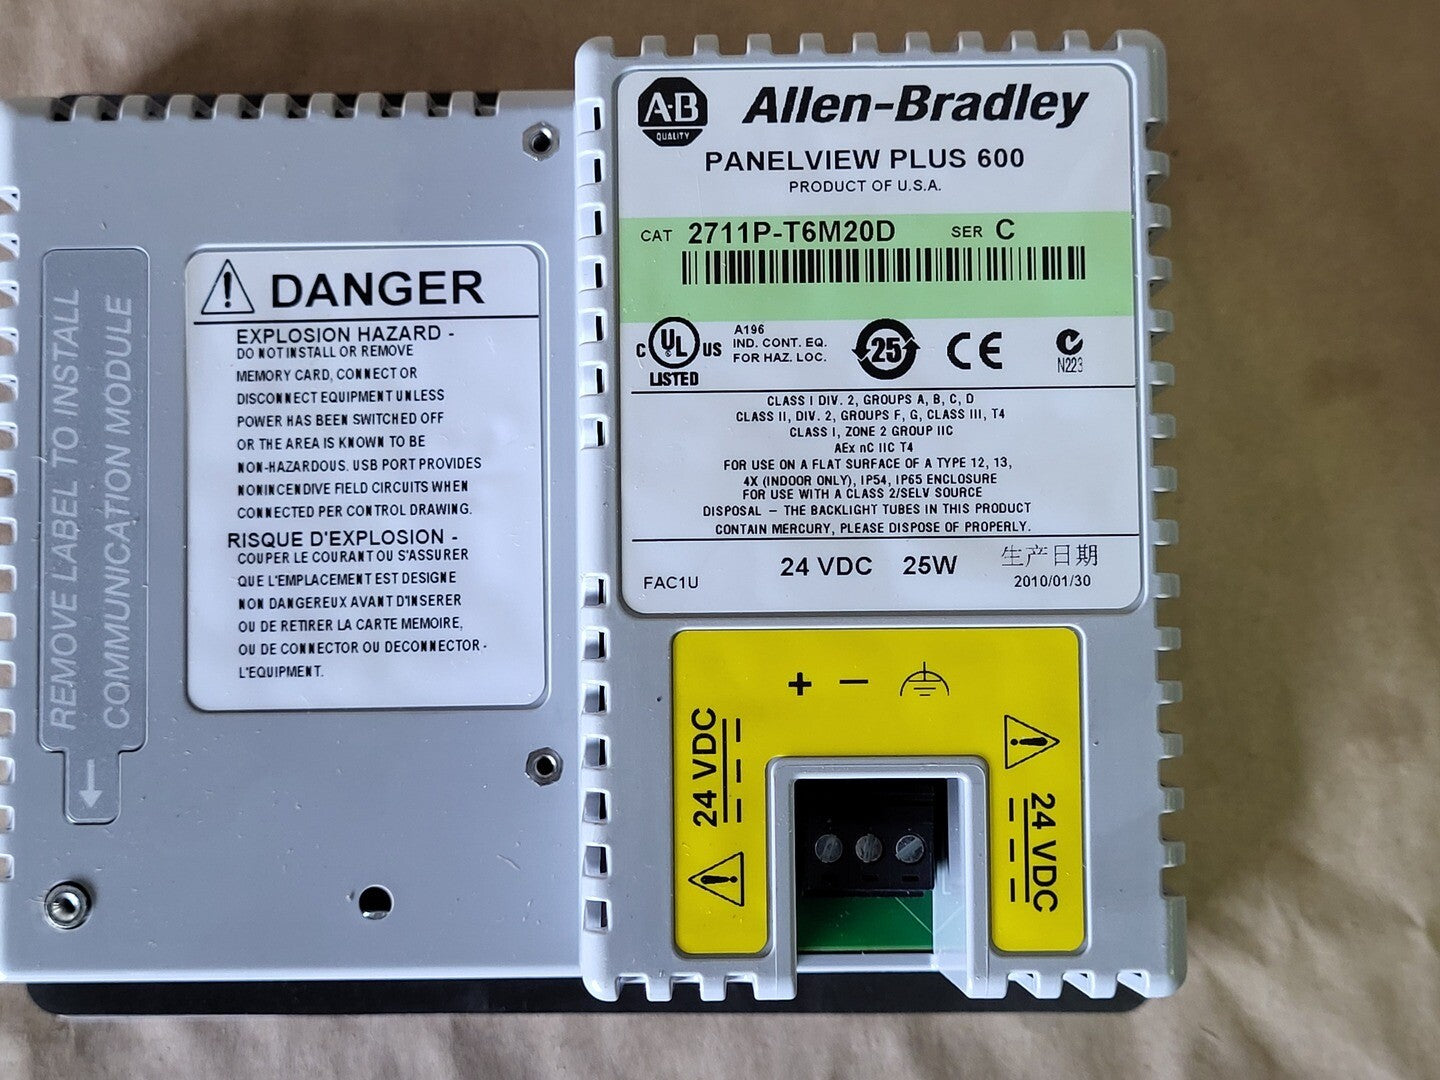 REMOVE LABEL TO INSTALL
COMMUNICATION MODULE
DANGER
EXPLOSION HAZARD -
DO NOT INSTALL OR REMOVE
MEMORY CARD, CONNECT OR
DISCONNECT EQUIPMENT UNLESS
POWER HAS BEEN SWITCHED OFF
OR THE AREA IS KNOWN TO BE
NON-HAZARDOUS. USB PORT PROVIDES
NONINCENDIVE FIELD CIRCUITS WHEN
CONNECTED PER CONTROL DRAWING.
RISQUE D'EXPLOSION -
COUPER LE COURANT OU S'ASSURER
QUE L'EMPLACEMENT EST DESIGNE
NON DANGEREUX AVANT D'INSERER
OU DE RETIRER LA CARTE MEMOIRE,
OU DE CONNECTOR OU DECONNECTOR -
L'EQUIPMENT.
A-B
QUALITY
Allen-Bradley
PANELVIEW PLUS 600
PRODUCT OF U.S.A.
CAT 2711P-T6M20D SER C
C UL US
LISTED
A196
IND. CONT. EQ.
FOR HAZ. LOC.
25
CE
N223
CLASS I DIV. 2, GROUPS A, B, C, D
CLASS II, DIV. 2, GROUPS F, G, CLASS III, T4
CLASS I, ZONE 2 GROUP IIC
AEx nC IIC T4
FOR USE ON A FLAT SURFACE OF A TYPE 12, 13,
4X (INDOOR ONLY), IP54, IP65 ENCLOSURE
FOR USE WITH A CLASS 2/SELV SOURCE
DISPOSAL – THE BACKLIGHT TUBES IN THIS PRODUCT
CONTAIN MERCURY, PLEASE DISPOSE OF PROPERLY.
FAC1U
24 VDC 25W
生产日期
2010/01/30
+ −
24 VDC
24 VDC